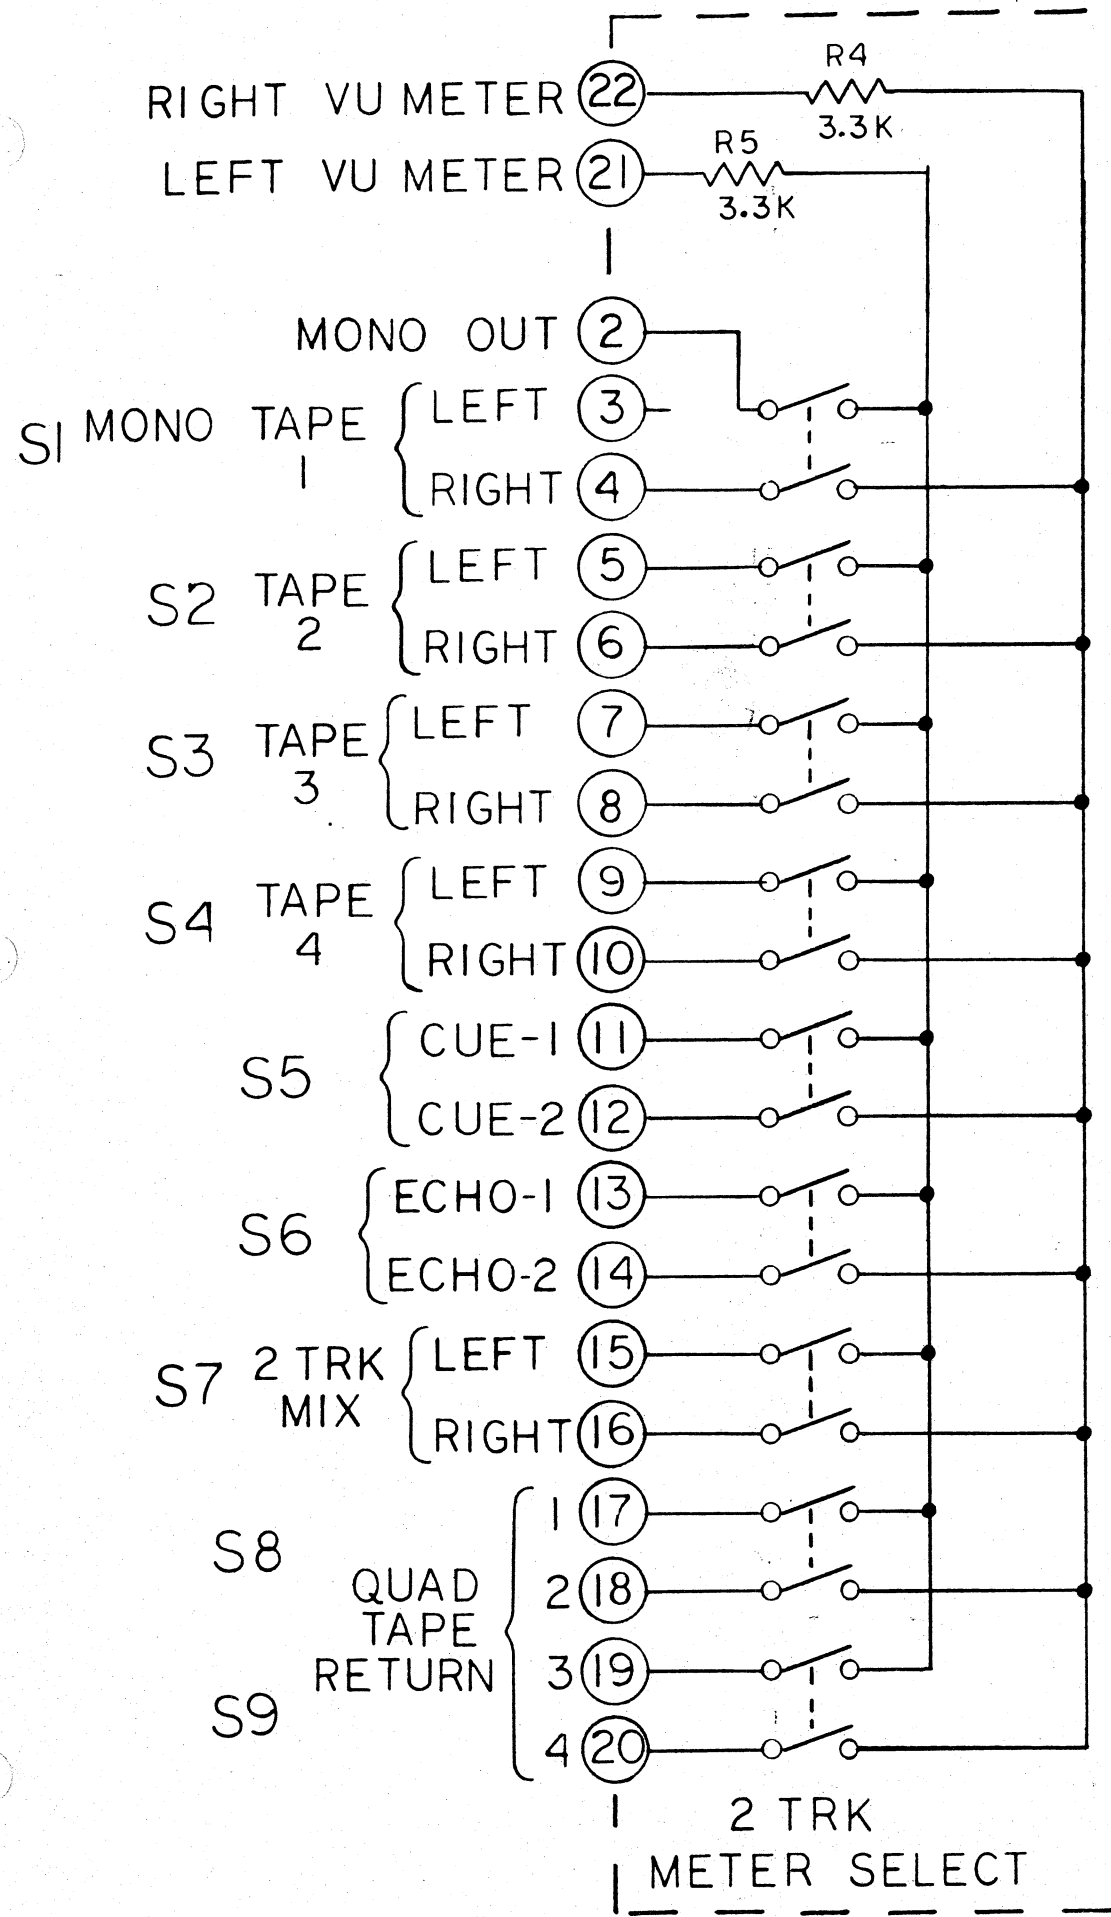 R4
RIGHT VU METER 22
3.3K
R5
LEFT VU METER 21
3.3K
MONO OUT 2
S1 MONO TAPE 1
LEFT 3
RIGHT 4
S2 TAPE 2
LEFT 5
RIGHT 6
S3 TAPE 3
LEFT 7
RIGHT 8
S4 TAPE 4
LEFT 9
RIGHT 10
S5
CUE-1 11
CUE-2 12
S6
ECHO-1 13
ECHO-2 14
S7 2 TRK
MIX
LEFT 15
RIGHT 16
S8
QUAD
TAPE
RETURN
S9
1 17
2 18
3 19
4 20
2 TRK
METER SELECT